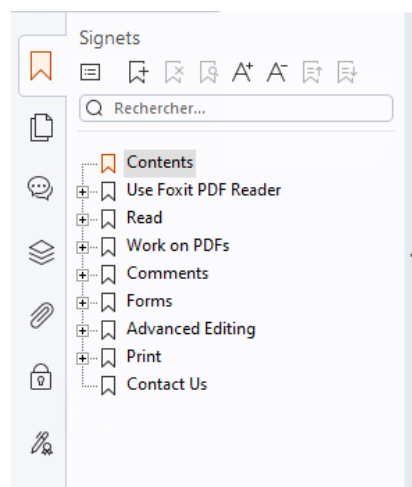 Signets
A+ A-
Rechercher...
Contents
Use Foxit PDF Reader
Read
Work on PDFs
Comments
Forms
Advanced Editing
Print
Contact Us